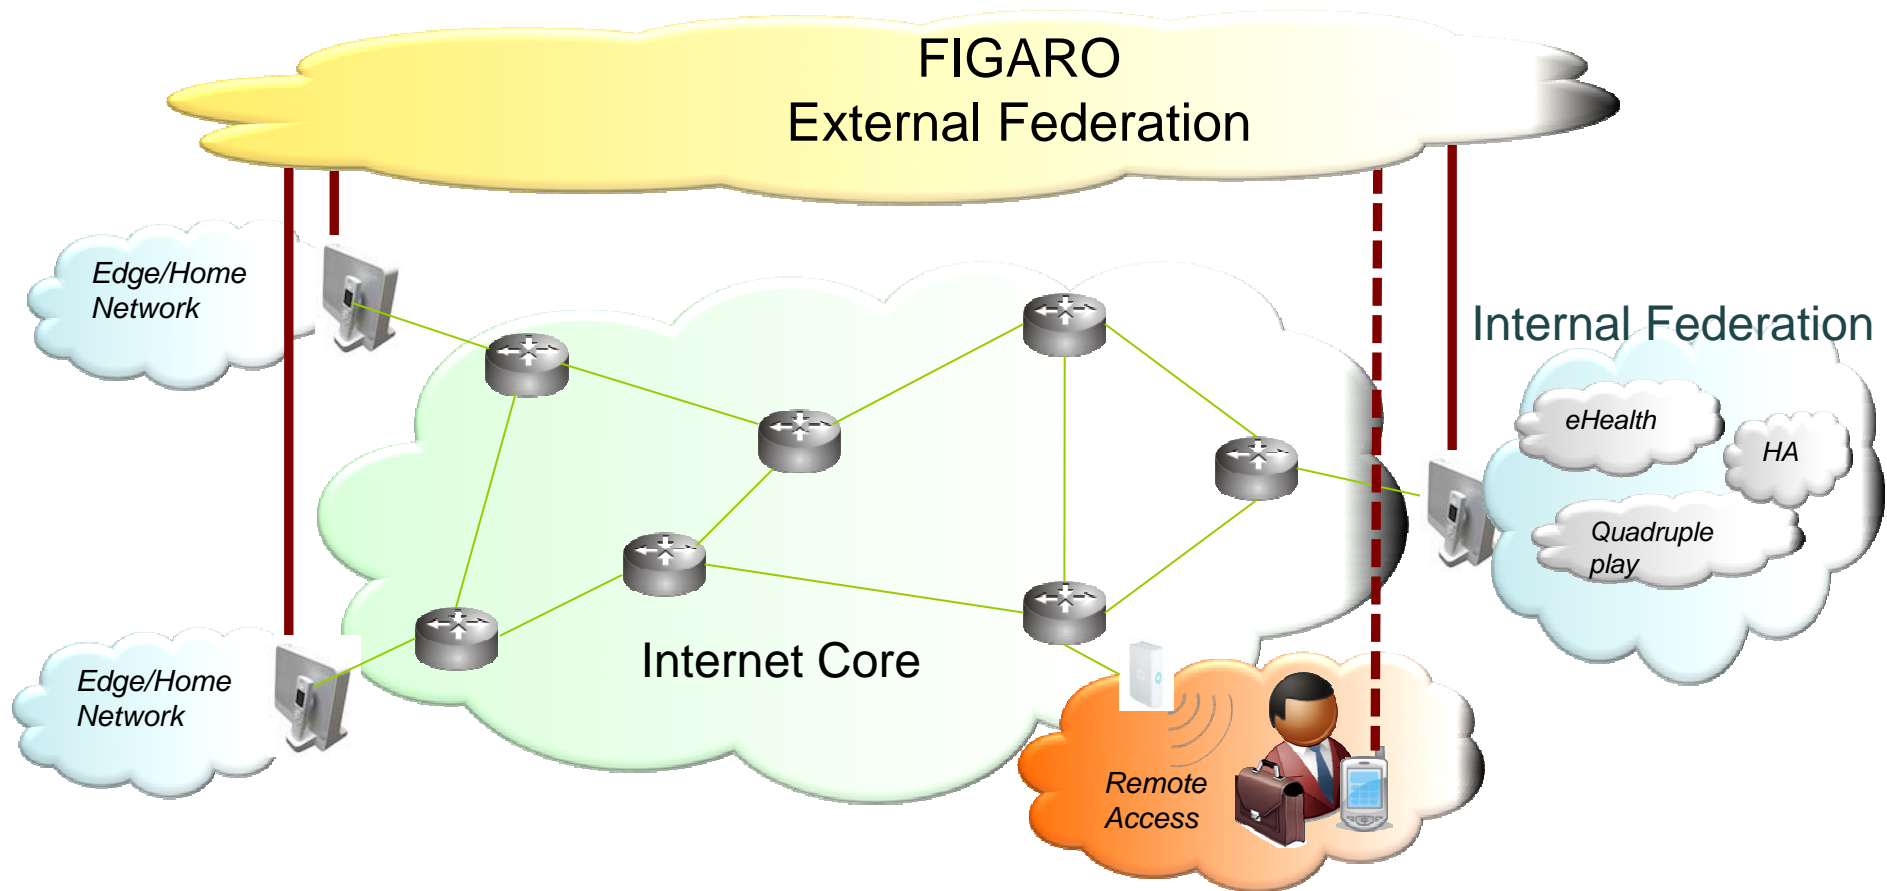 FIGARO
External Federation
Edge/Home
Network
Internal Federation
eHealth
HA
Quadruple
play
Internet Core
Edge/Home
Network
Remote
Access